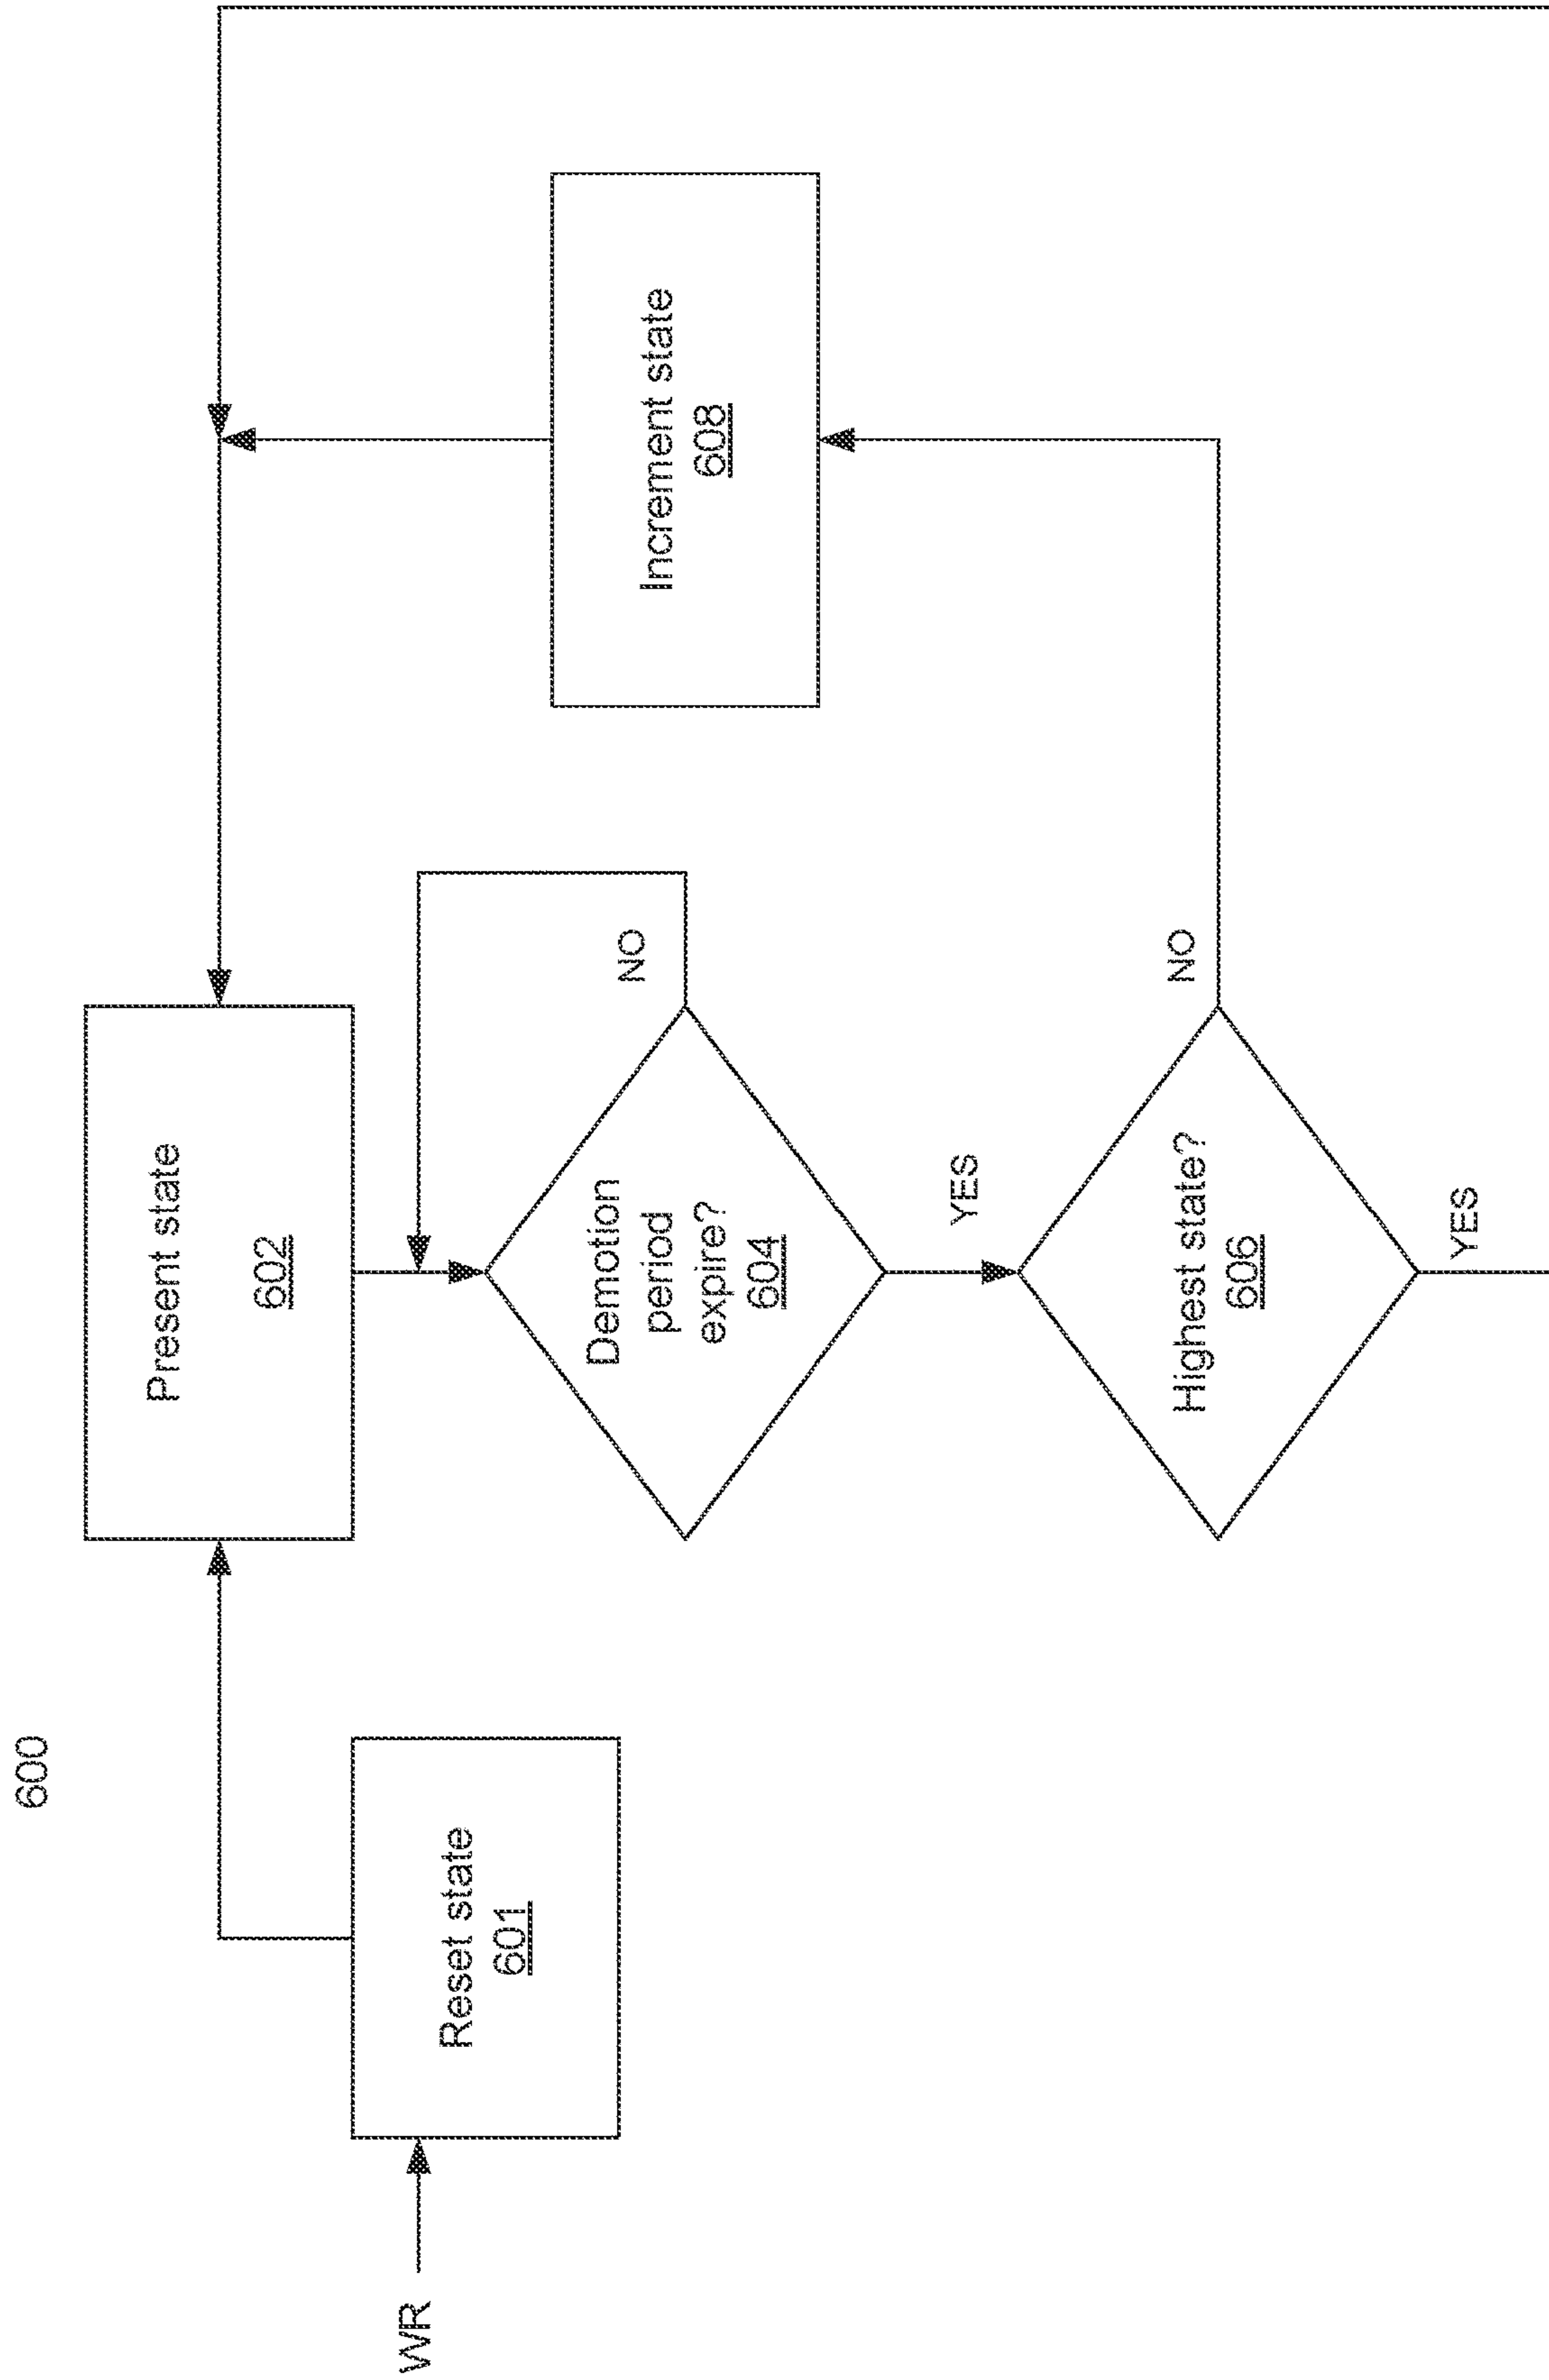 600
WR
Reset state
601
Present state
602
Demotion
period
expire?
604
NO
YES
Highest state?
606
NO
YES
Increment state
608